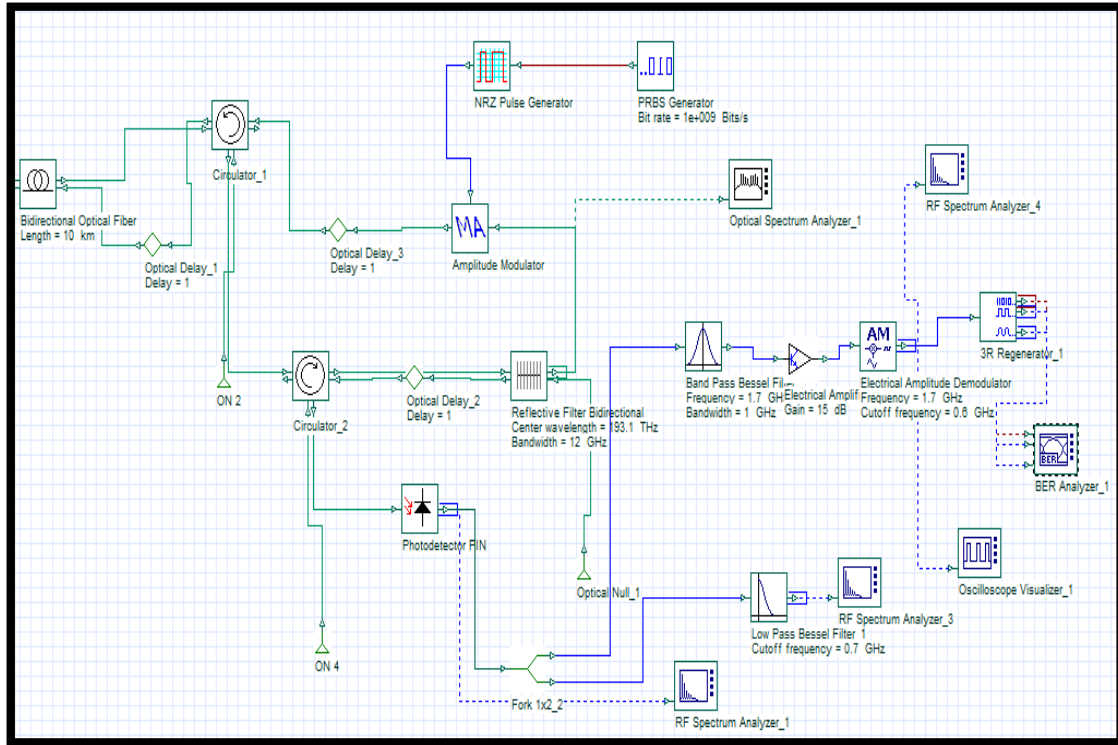 NRZ Pulse Generator
PRBS Generator
Bit rate = 1e+009 Bits/s
..010
Circulator_1
Bidirectional Optical Fiber
Length = 10 km
Optical Delay_1
Delay = 1
Optical Delay_3
Delay = 1
MA
Amplitude Modulator
Optical Spectrum Analyzer_1
RF Spectrum Analyzer_4
ON 2
Circulator_2
Optical Delay_2
Delay = 1
Reflective Filter Bidirectional
Center wavelength = 193.1 THz
Bandwidth = 12 GHz
Band Pass Bessel Fil
Frequency = 1.7 GH
Bandwidth = 1 GHz
Electrical Amplif
Gain = 15 dB
AM
Electrical Amplitude Demodulator
Frequency = 1.7 GHz
Cutoff frequency = 0.6 GHz
3R Regenerator_1
BER
BER Analyzer_1
Photodetector PIN
Optical Null_1
ON 4
Fork 1x2_2
Low Pass Bessel Filter_1
Cutoff frequency = 0.7 GHz
RF Spectrum Analyzer_3
Oscilloscope Visualizer_1
RF Spectrum Analyzer_1